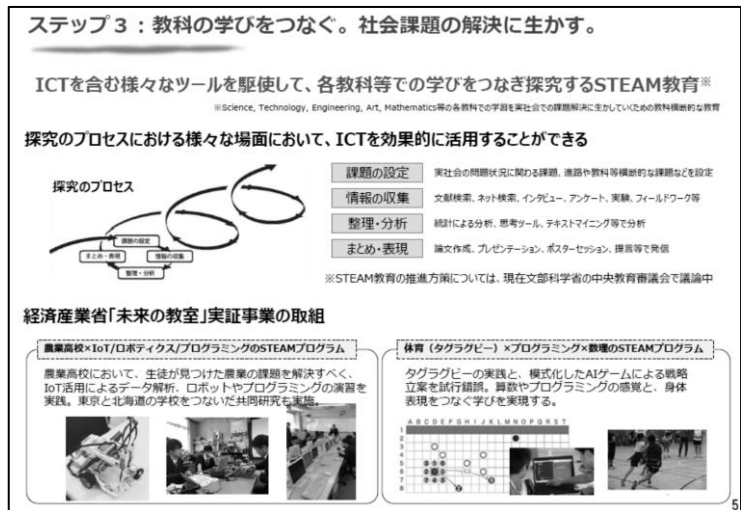 ステップ３：教科の学びをつなぐ。社会課題の解決に生かす。
ICTを含む様々なツールを駆使して、各教科等での学びをつなぎ探究するSTEAM教育※
※Science, Technology, Engineering, Art, Mathematics等の各教科での学習を実社会での課題解決に生かしていくための教科横断的な教育
探究のプロセスにおける様々な場面において、ICTを効果的に活用することができる
探究のプロセス
課題の設定
まとめ・表現
情報の収集
整理・分析
課題の設定 実社会の問題状況に関わる課題、進路や教科等横断的な課題などを設定
情報の収集 文献検索、ネット検索、インタビュー、アンケート、実験、フィールドワーク等
整理・分析 統計による分析、思考ツール、テキストマイニング等で分析
まとめ・表現 論文作成、プレゼンテーション、ポスターセッション、提言等で発信
※STEAM教育の推進方策については、現在文部科学省の中央教育審議会で議論中
経済産業省「未来の教室」実証事業の取組
農業高校×IoT/ロボティクス/プログラミングのSTEAMプログラム
農業高校において、生徒が見つけた農業の課題を解決すべく、
IoT活用によるデータ解析、ロボットやプログラミングの演習を
実践。東京と北海道の学校をつないだ共同研究も実施。
体育（タグラグビー）×プログラミング×数理のSTEAMプログラム
タグラグビーの実践と、模式化したAIゲームによる戦略
立案を試行錯誤。算数やプログラミングの感覚と、身体
表現をつなぐ学びを実現する。
A B C D E F G H I J K L M N O P Q R S T
1
2
3
4
5
6
7
8
5